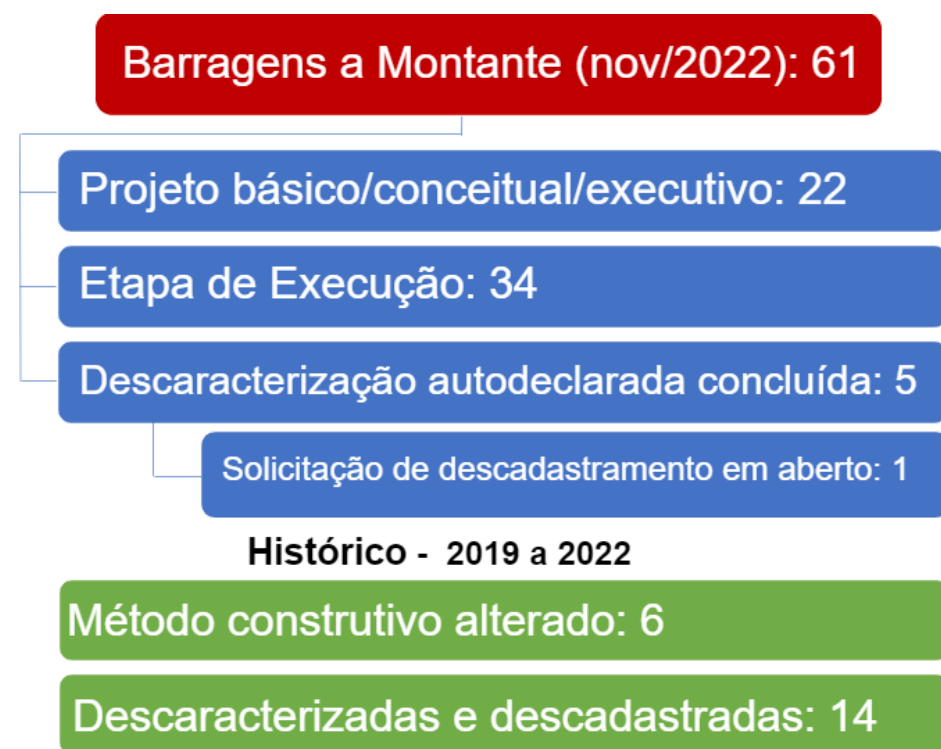 Barragens a Montante (nov/2022): 61
Projeto básico/conceitual/executivo: 22
Etapa de Execução: 34
Descaracterização autodeclarada concluída: 5
Solicitação de descadastramento em aberto: 1
Histórico - 2019 a 2022
Método construtivo alterado: 6
Descaracterizadas e descadastradas: 14